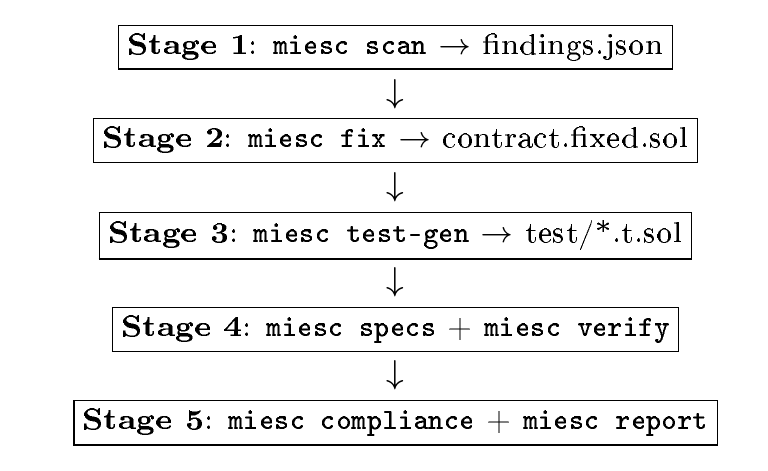 Stage 1: miesc scan → findings.json
↓
Stage 2: miesc fix → contract.fixed.sol
↓
Stage 3: miesc test-gen → test/*.t.sol
↓
Stage 4: miesc specs + miesc verify
↓
Stage 5: miesc compliance + miesc report